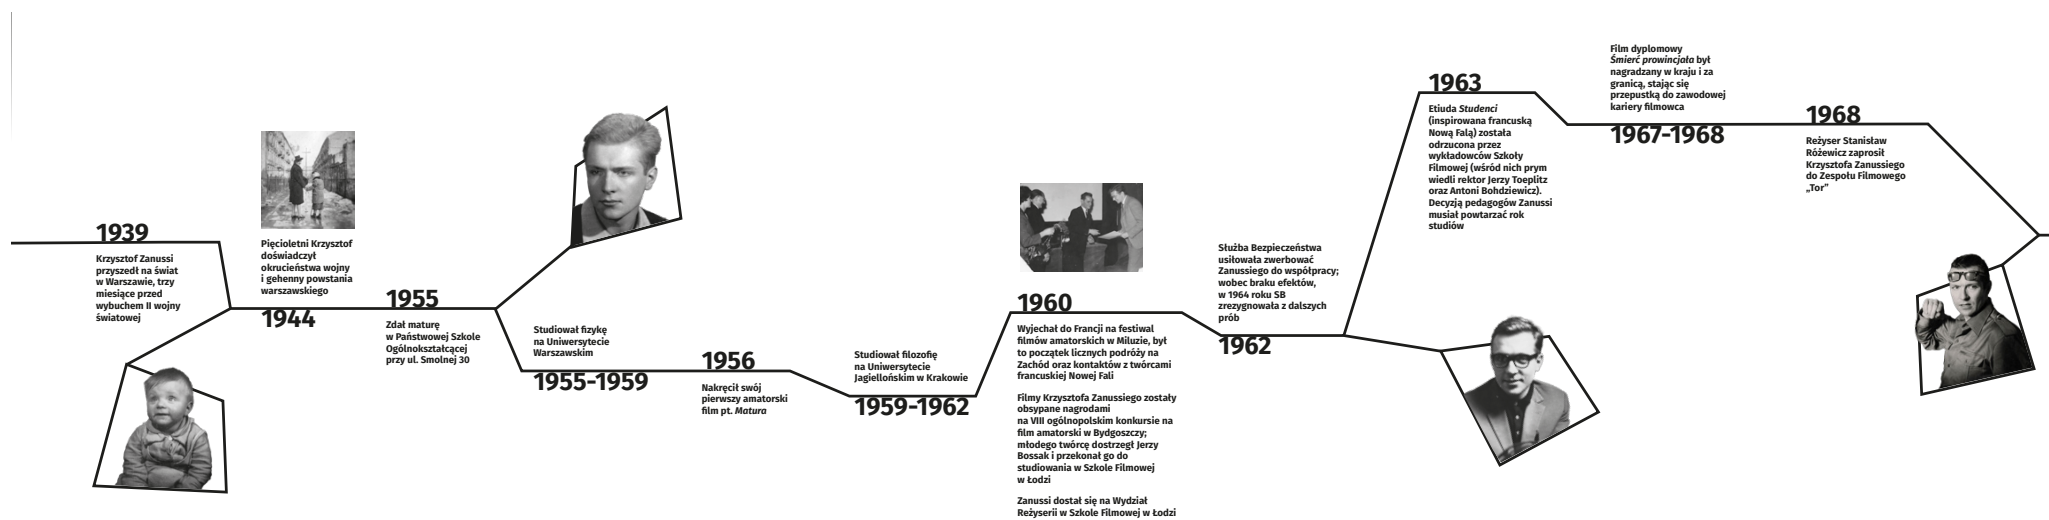 1939
Krzysztof Zanussi
przyszedł na świat
w Warszawie, trzy
miesiące przed
wybuchem II wojny
światowej
Pięcioletni Krzysztof
doświadczył
okrucieństwa wojny
i gehenny powstania
warszawskiego
1944
1955
Zdał maturę
w Państwowej Szkole
Ogólnokształcącej
przy ul. Smolnej 30
Studiował fizykę
na Uniwersytecie
Warszawskim
1955-1959
1956
Nakręcił swój
pierwszy amatorski
film pt. Matura
Studiował filozofię
na Uniwersytecie
Jagiellońskim w Krakowie
1959-1962
1960
Wyjechał do Francji na festiwal
filmów amatorskich w Miluzie, był
to początek licznych podróży na
Zachód oraz kontaktów z twórcami
francuskiej Nowej Fali
Filmy Krzysztofa Zanussiego zostały
obsypane nagrodami
na VIII ogólnopolskim konkursie na
film amatorski w Bydgoszczy;
młodego twórcę dostrzegł Jerzy
Bossak i przekonał go do
studiowania w Szkole Filmowej
w Łodzi
Zanussi dostał się na Wydział
Reżyserii w Szkole Filmowej w Łodzi
Służba Bezpieczeństwa
usiłowała zwerbować
Zanussiego do współpracy;
wobec braku efektów,
w 1964 roku SB
zrezygnowała z dalszych
prób
1962
1963
Etiuda Studenci
(inspirowana francuską
Nową Falą) została
odrzucona przez
wykładowców Szkoły
Filmowej (wśród nich prym
wiedli rektor Jerzy Toeplitz
oraz Antoni Bohdziewicz).
Decyzją pedagogów Zanussi
musiał powtarzać rok
studiów
Film dyplomowy
Śmierć prowincjała był
nagradzany w kraju i za
granicą, stając się
przepustką do zawodowej
kariery filmowca
1967-1968
1968
Reżyser Stanisław
Różewicz zaprosił
Krzysztofa Zanussiego
do Zespołu Filmowego
„Tor”